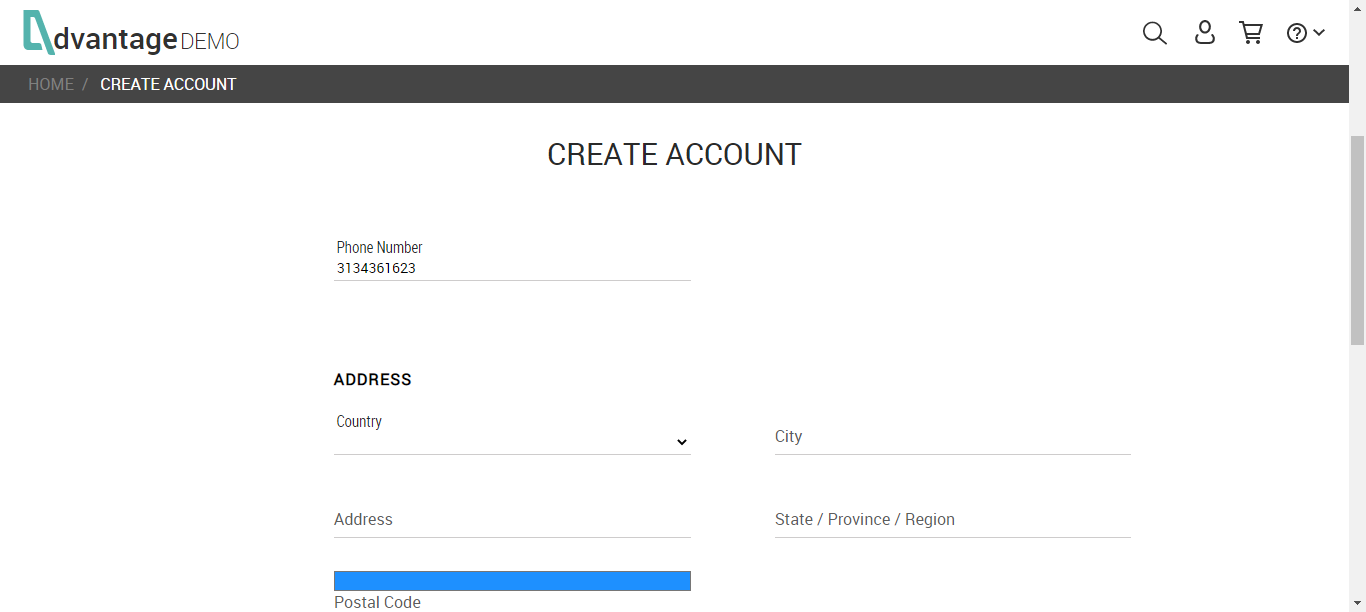 dvantage DEMO
HOME / CREATE ACCOUNT
CREATE ACCOUNT
Phone Number
3134361623
ADDRESS
Country
City
Address
State / Province / Region
Postal Code